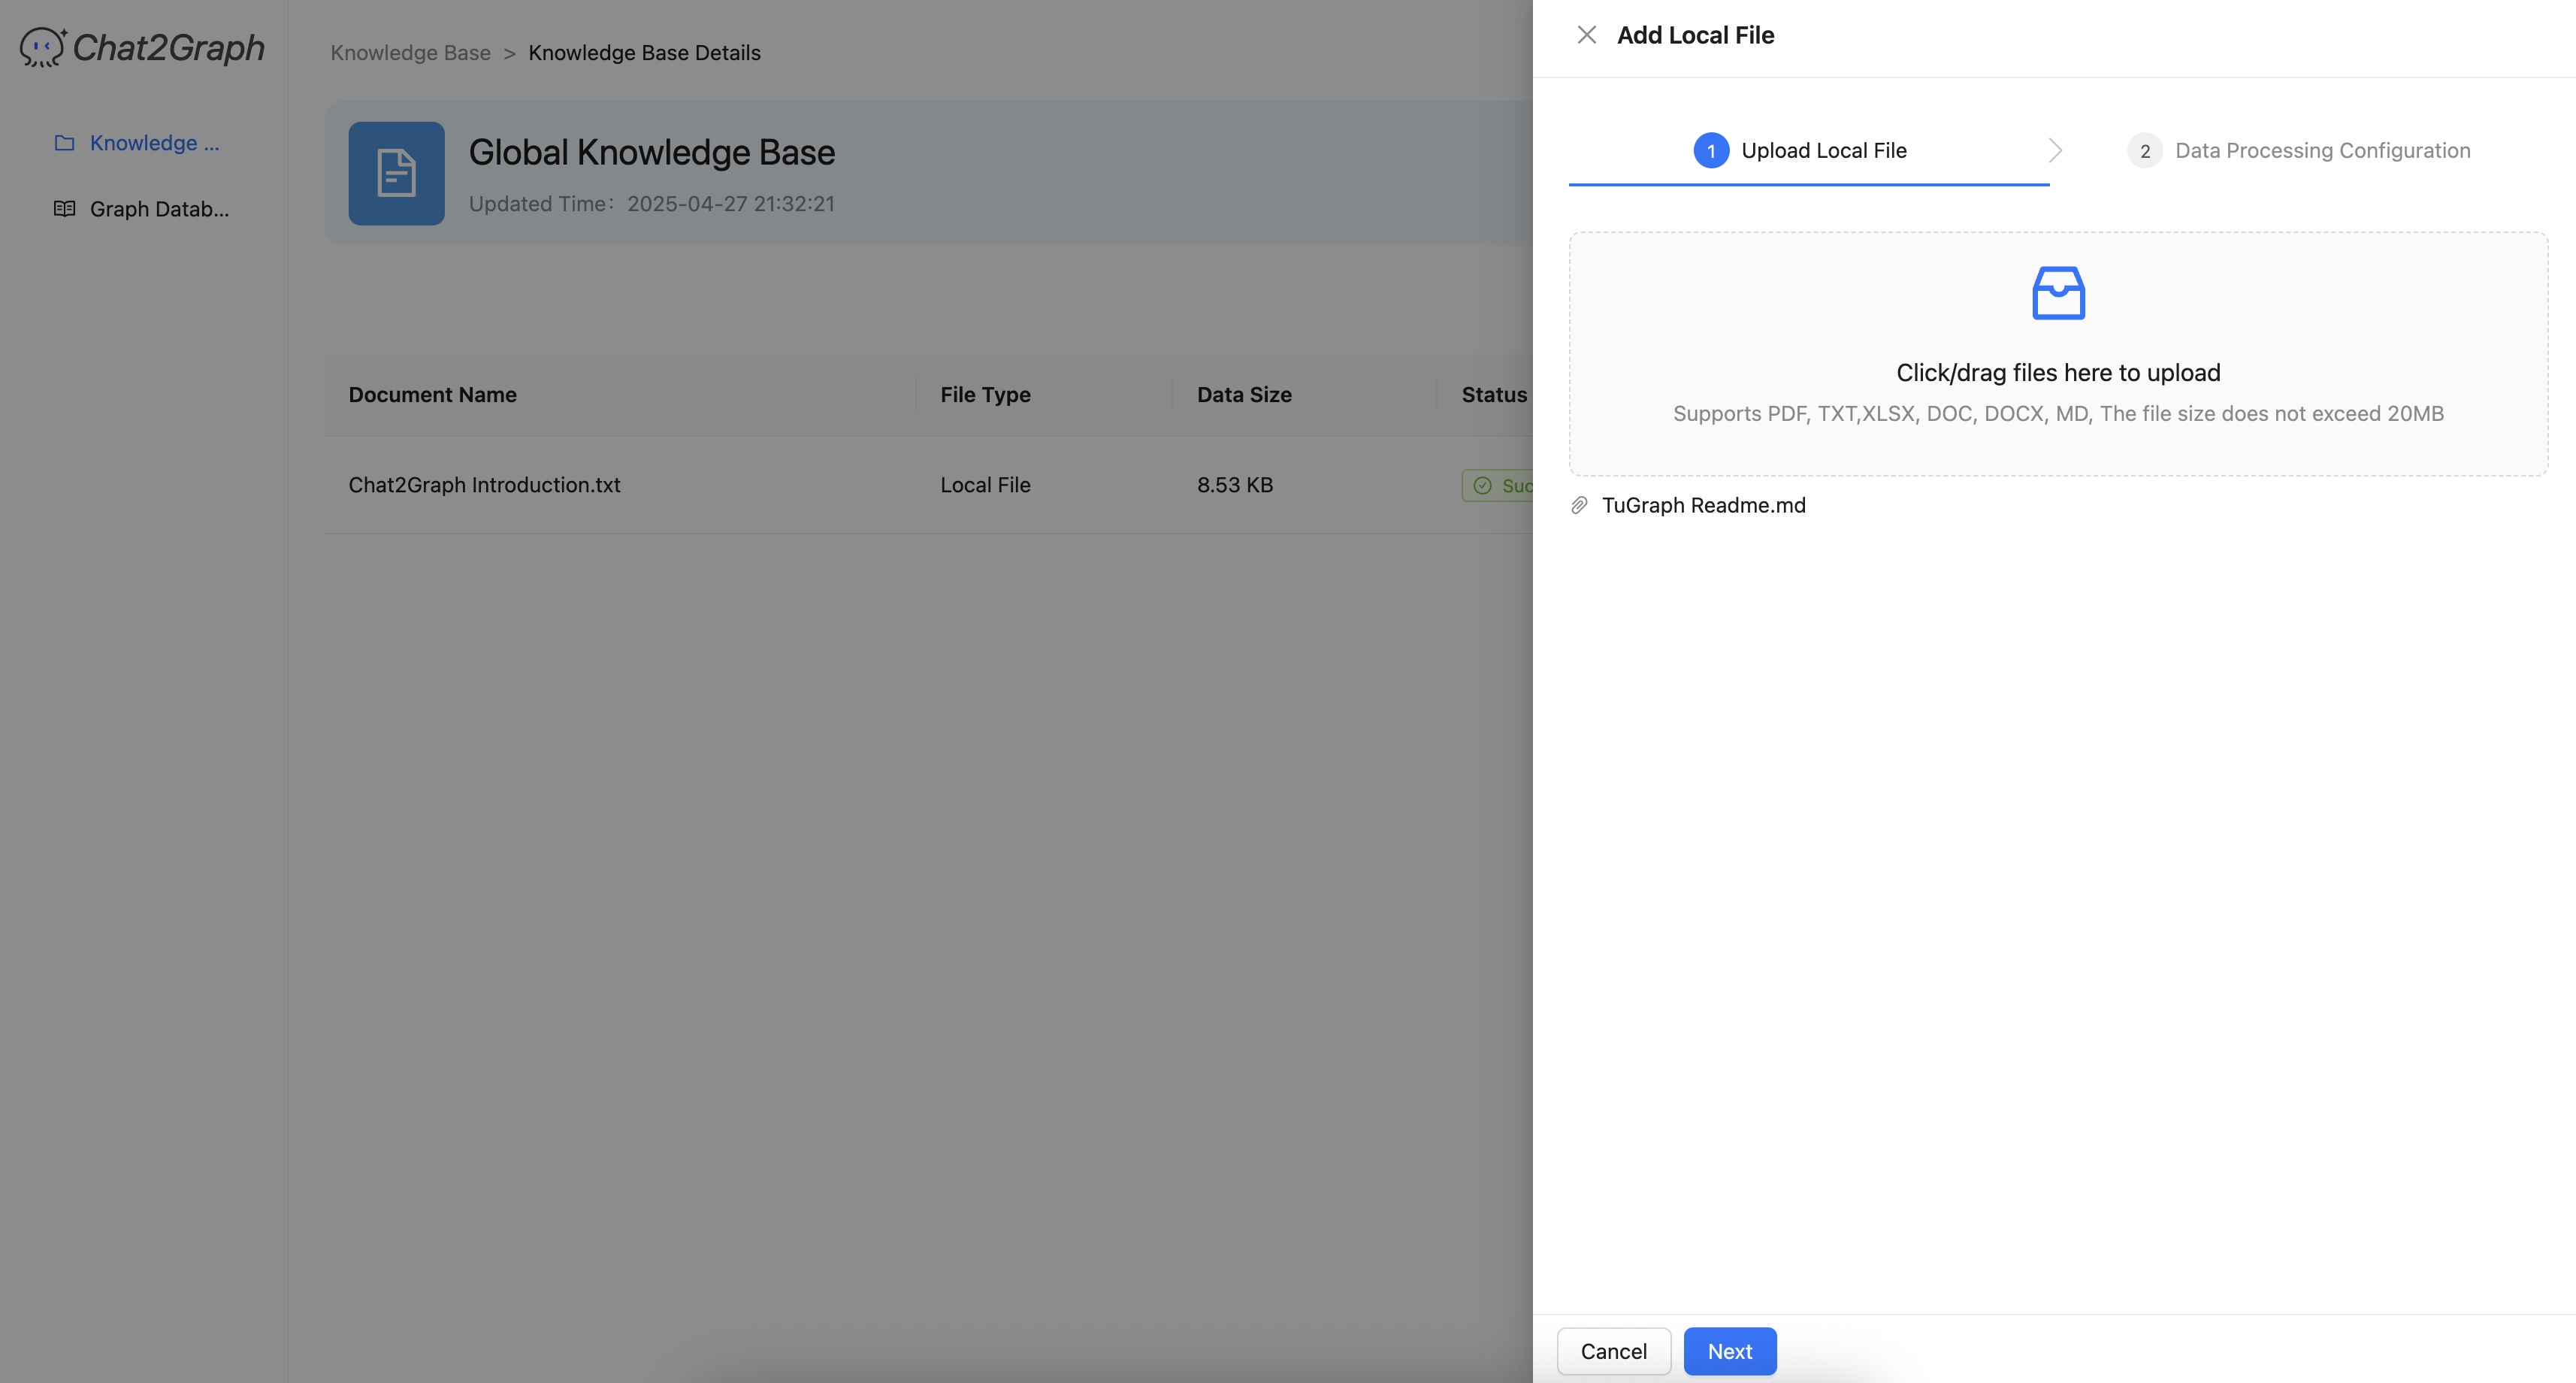 Chat2Graph
Knowledge ...
Graph Datab...
Knowledge Base > Knowledge Base Details
Global Knowledge Base
Updated Time: 2025-04-27 21:32:21
Document Name File Type Data Size Status
Chat2Graph Introduction.txt Local File 8.53 KB Suc
Add Local File
1 Upload Local File 2 Data Processing Configuration
Click/drag files here to upload
Supports PDF, TXT,XLSX, DOC, DOCX, MD, The file size does not exceed 20MB
TuGraph Readme.md
Cancel Next